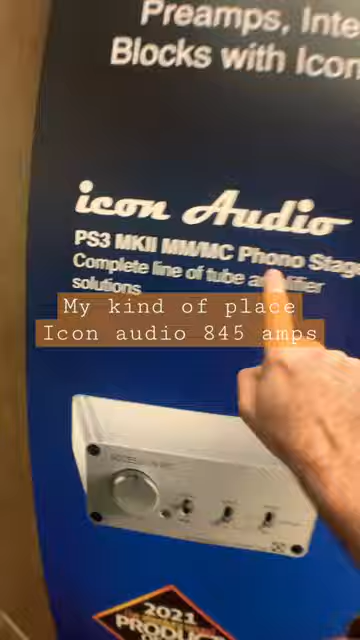 Preamps, Inte
Blocks with Icon
icon Audio
PS3 MKII MM/MC Phono Stage
Complete line of tube amplifier
solutions
My kind of place
Icon audio 845 amps
2021
PRODUCT